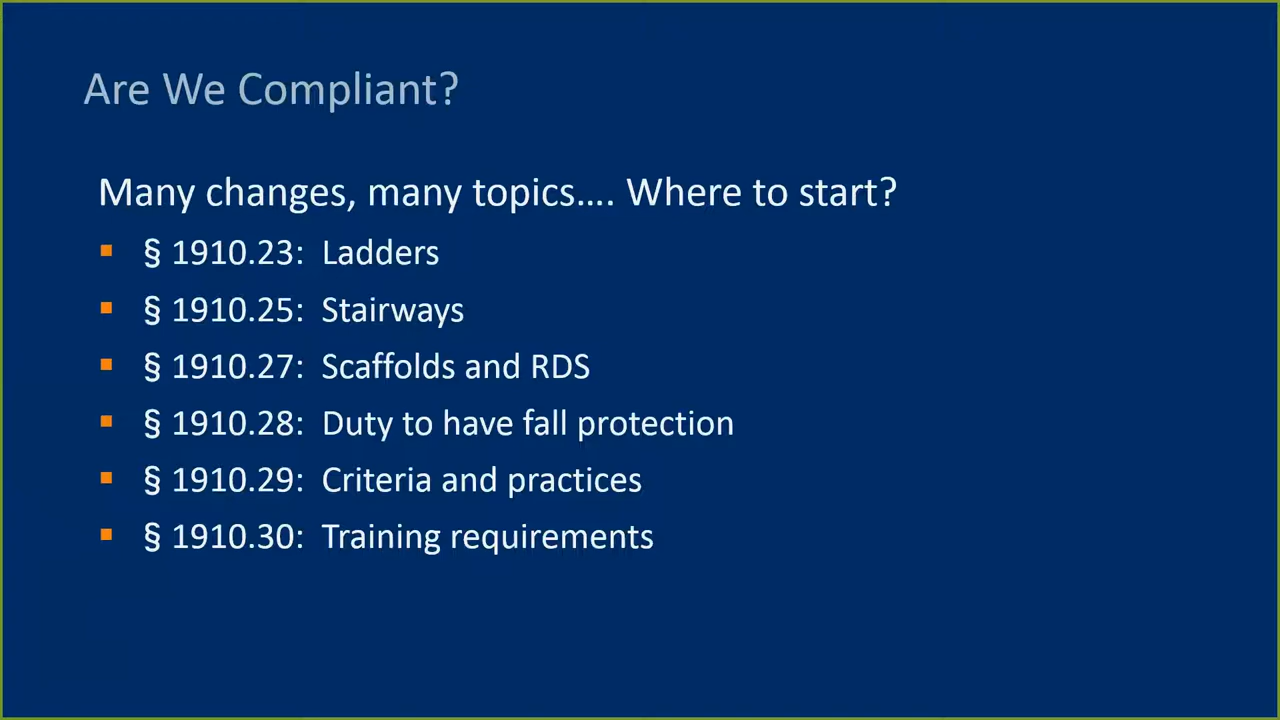 Are We Compliant?
Many changes, many topics.... Where to start?
▪ § 1910.23: Ladders
▪ § 1910.25: Stairways
▪ § 1910.27: Scaffolds and RDS
▪ § 1910.28: Duty to have fall protection
▪ § 1910.29: Criteria and practices
▪ § 1910.30: Training requirements